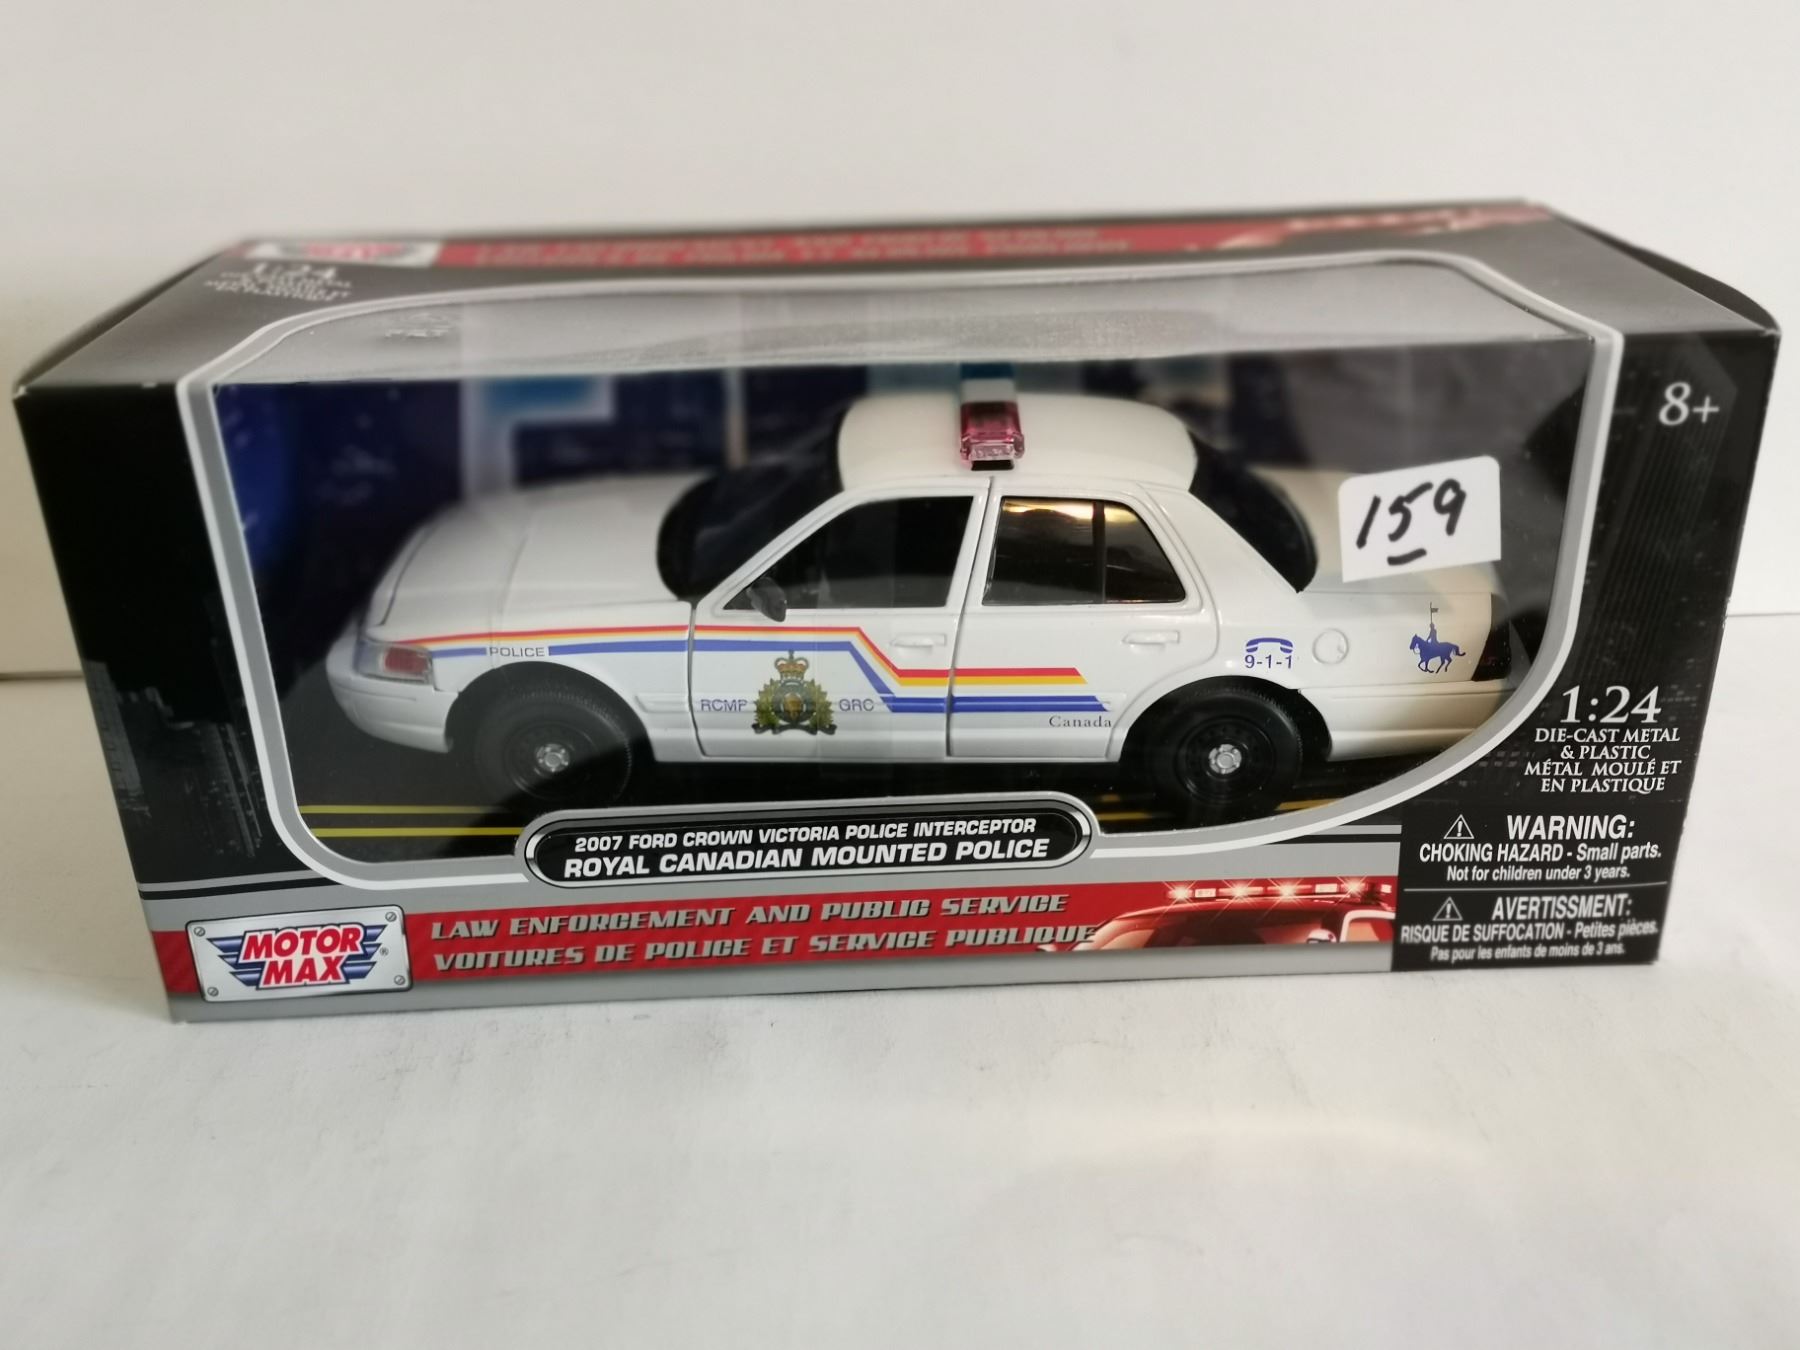 1:24
8+
159
POLICE
RCMP GRC
Canada
9-1-1
1:24
DIE-CAST METAL
& PLASTIC
MÉTAL MOULÉ ET
EN PLASTIQUE
2007 FORD CROWN VICTORIA POLICE INTERCEPTOR
ROYAL CANADIAN MOUNTED POLICE
WARNING:
CHOKING HAZARD - Small parts.
Not for children under 3 years.
AVERTISSMENT:
RISQUE DE SUFFOCATION - Petites pièces.
Pas pour les enfants de moins de 3 ans.
MOTOR
MAX
®
LAW ENFORCEMENT AND PUBLIC SERVICE
VOITURES DE POLICE ET SERVICE PUBLIQUE